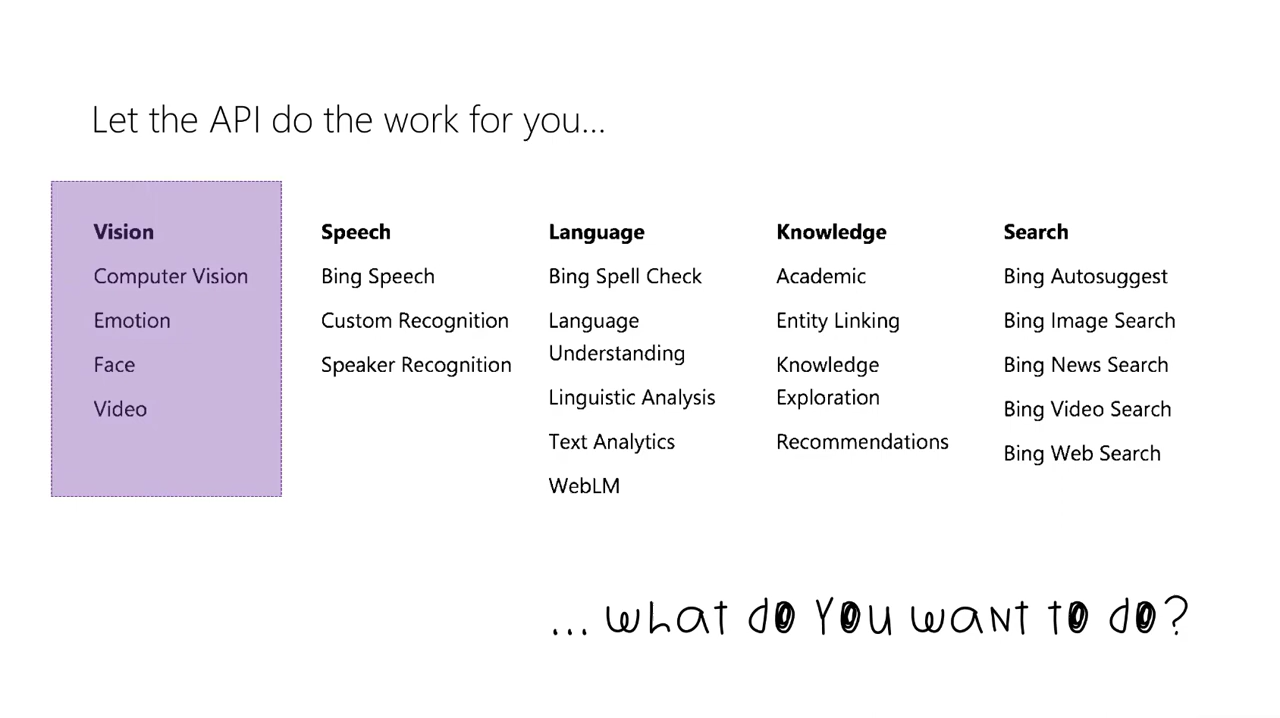 Let the API do the work for you...
Vision
Computer Vision
Emotion
Face
Video
Speech
Bing Speech
Custom Recognition
Speaker Recognition
Language
Bing Spell Check
Language
Understanding
Linguistic Analysis
Text Analytics
WebLM
Knowledge
Academic
Entity Linking
Knowledge
Exploration
Recommendations
Search
Bing Autosuggest
Bing Image Search
Bing News Search
Bing Video Search
Bing Web Search
... what do you want to do?